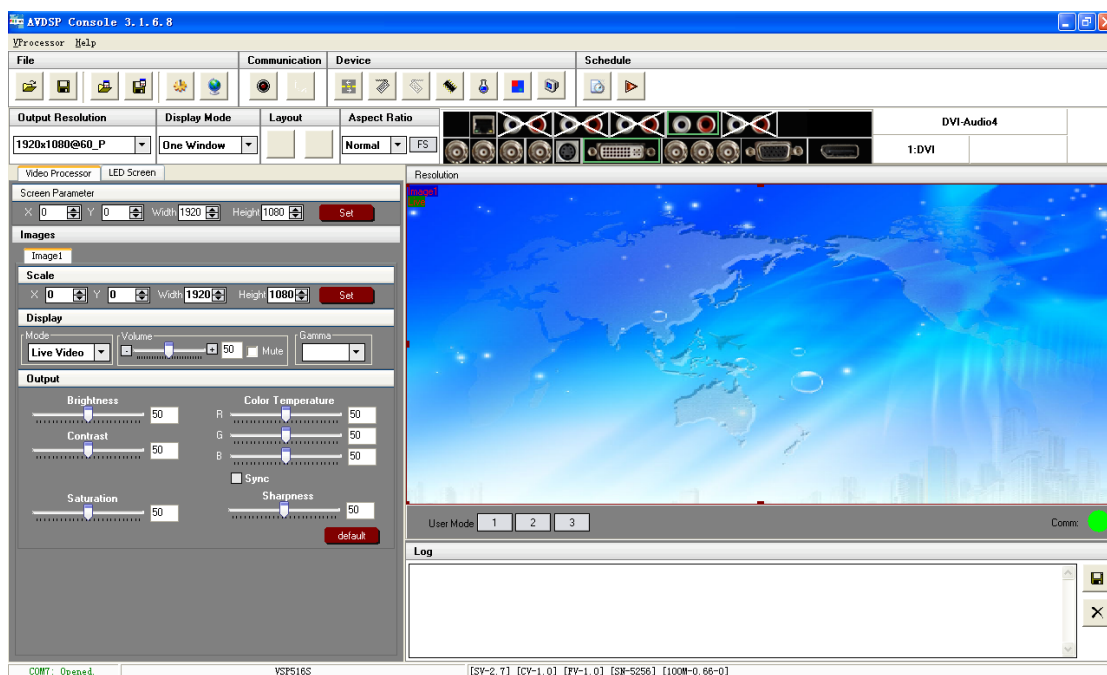 AVDSP Console 3.1.6.8
VProcessor Help
File Communication Device Schedule
Output Resolution Display Mode Layout Aspect Ratio
1920x1080@60_P One Window Normal FS
DVI-Audio4
1:DVI
Video Processor LED Screen
Resolution
Screen Parameter
X 0 Y 0 Width 1920 Height 1080 Set
Images
Image1
Scale
X 0 Y 0 Width 1920 Height 1080 Set
Display
Mode Volume Gamma
Live Video - + 50 Mute
Output
Brightness Color Temperature
50 R 50
Contrast G 50
50 B 50
Sync
Saturation Sharpness
50 50
default
Image1
User Mode 1 2 3 Comm:
Log
COM7: Opened. VSP516S [SV-2.7] [CV-1.0] [FV-1.0] [SN-5256] [100M-0.66-0]